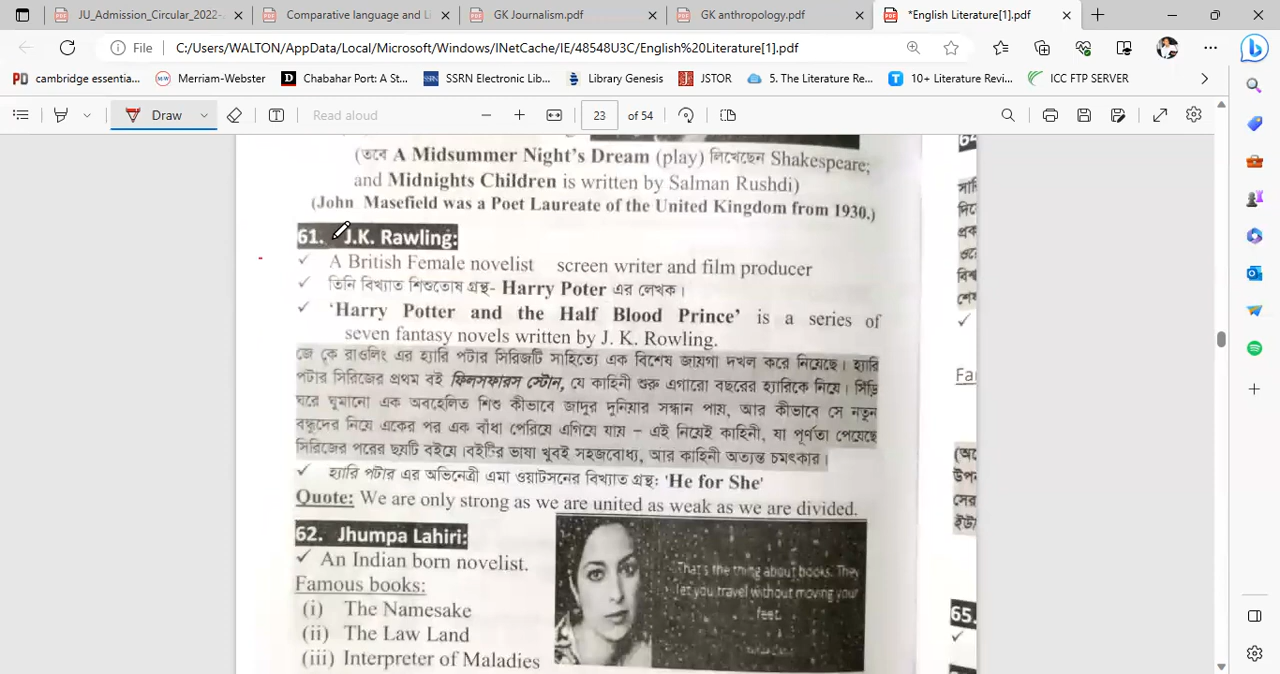 JU_Admission_Circular_2022-
Comparative language and Li
GK Journalism.pdf
GK anthropology.pdf
*English Literature[1].pdf
File
C:/Users/WALTON/AppData/Local/Microsoft/Windows/INetCache/IE/48548U3C/English%20Literature[1].pdf
cambridge essentia...
Merriam-Webster
Chabahar Port: A St...
SSRN Electronic Lib...
Library Genesis
JSTOR
5. The Literature Re...
10+ Literature Revi...
ICC FTP SERVER
Draw
Read aloud
23
of 54
(তবে A Midsummer Night's Dream (play) লিখেছেন Shakespeare;
and Midnights Children is written by Salman Rushdi)
(John Masefield was a Poet Laureate of the United Kingdom from 1930.)
61. J.K. Rawling:
✓ A British Female novelist screen writer and film producer
✓ তিনি বিখ্যাত শিশুতোষ গ্রন্থ- Harry Poter এর লেখক।
✓ 'Harry Potter and the Half Blood Prince' is a series of
seven fantasy novels written by J. K. Rowling.
জে কে রাওলিং এর হ্যারি পটার সিরিজটি সাহিত্যে এক বিশেষ জায়গা দখল করে নিয়েছে। হ্যারি
পটার সিরিজের প্রথম বই ফিলসফারস স্টোন, যে কাহিনী শুরু এগারো বছরের হ্যারিকে নিয়ে। সিঁড়ি
ঘরে ঘুমানো এক অবহেলিত শিশু কীভাবে জাদুর দুনিয়ার সন্ধান পায়, আর কীভাবে সে নতুন
বন্ধুদের নিয়ে একের পর এক বাঁধা পেরিয়ে এগিয়ে যায় – এই নিয়েই কাহিনী, যা পূর্ণতা পেয়েছে
সিরিজের পরের ছয়টি বইয়ে।বইটির ভাষা খুবই সহজবোধ্য, আর কাহিনী অত্যন্ত চমৎকার।
✓ হ্যারি পটার এর অভিনেত্রী এমা ওয়াটসনের বিখ্যাত গ্রন্থ: 'He for She'
Quote: We are only strong as we are united as weak as we are divided.
62. Jhumpa Lahiri:
✓ An Indian born novelist.
Famous books:
(i) The Namesake
(ii) The Law Land
(iii) Interpreter of Maladies
That's the thing about books. They
let you travel without moving your
feet.
65.